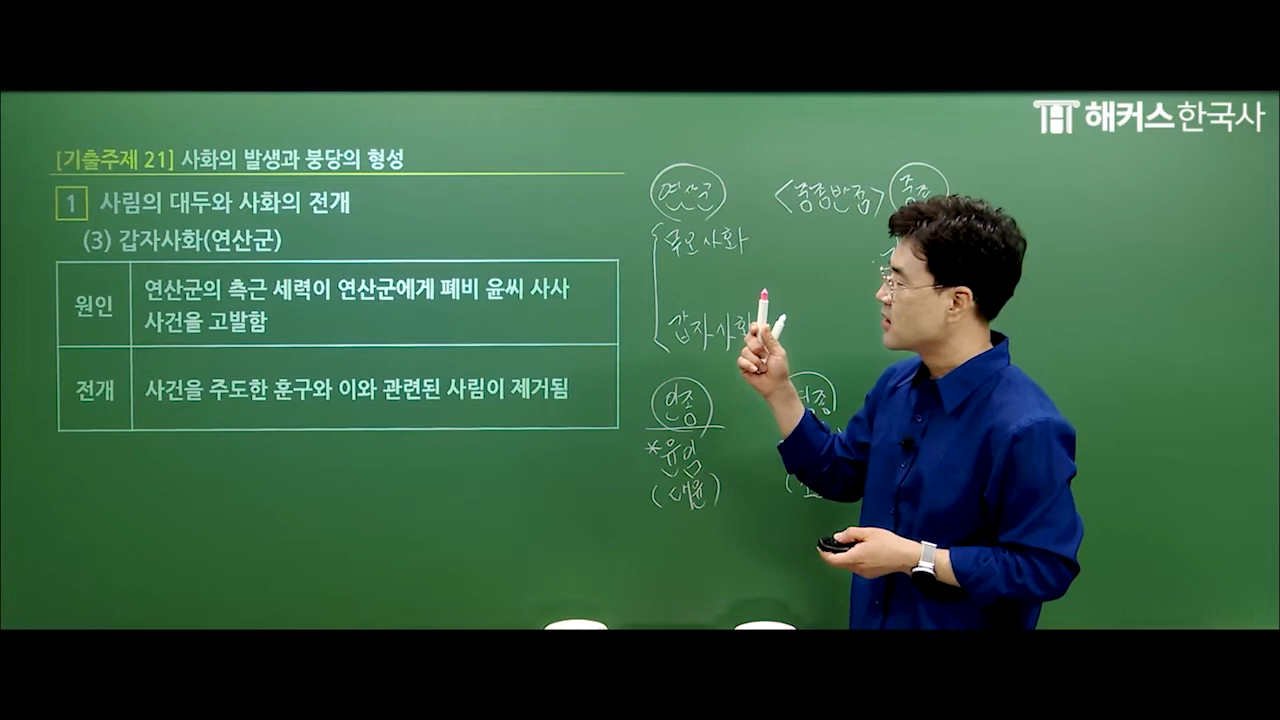 해커스한국사
[기출주제 21] 사화의 발생과 붕당의 형성
1 사림의 대두와 사화의 전개
(3) 갑자사화(연산군)
원인
연산군의 측근 세력이 연산군에게 폐비 윤씨 사사
사건을 고발함
전개
사건을 주도한 훈구와 이와 관련된 사림이 제거됨
연산군
<중종반정>
무오사화
갑자사화
인종
*윤임
(대윤)